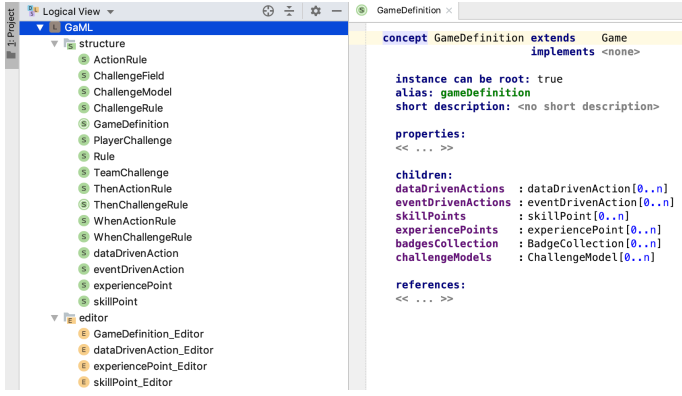 1: Project
Logical View
GaML
structure
ActionRule
ChallengeField
ChallengeModel
ChallengeRule
GameDefinition
PlayerChallenge
Rule
TeamChallenge
ThenActionRule
ThenChallengeRule
WhenActionRule
WhenChallengeRule
dataDrivenAction
eventDrivenAction
experiencePoint
skillPoint
editor
GameDefinition_Editor
dataDrivenAction_Editor
experiencePoint_Editor
skillPoint_Editor
GameDefinition
concept GameDefinition extends Game
implements <none>
instance can be root: true
alias: gameDefinition
short description: <no short description>
properties:
<< ... >>
children:
dataDrivenActions : dataDrivenAction[0..n]
eventDrivenActions : eventDrivenAction[0..n]
skillPoints : skillPoint[0..n]
experiencePoints : experiencePoint[0..n]
badgesCollection : BadgeCollection[0..n]
challengeModels : ChallengeModel[0..n]
references:
<< ... >>